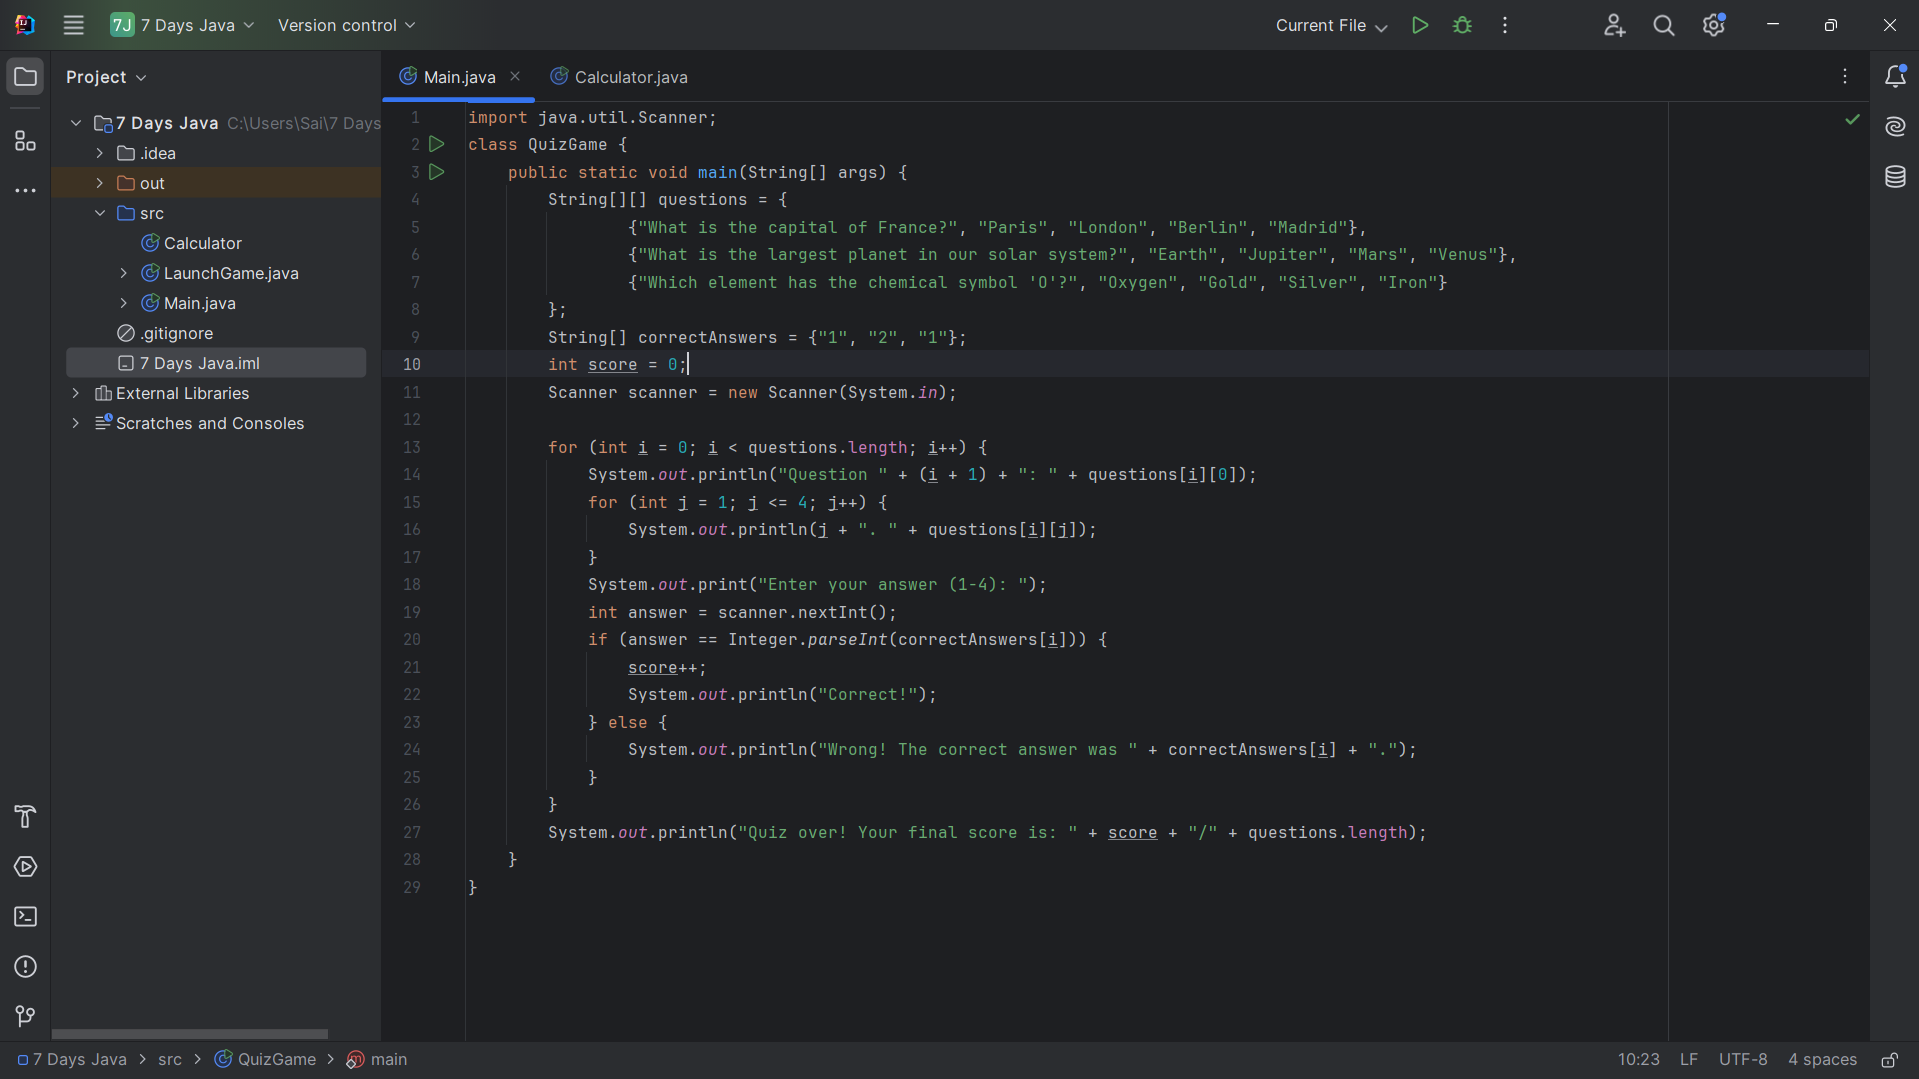 7J 7 Days Java Version control Current File
Project
Main.java Calculator.java
7 Days Java C:\Users\Sai\7 Days
.idea
out
src
Calculator
LaunchGame.java
Main.java
.gitignore
7 Days Java.iml
External Libraries
Scratches and Consoles
1 import java.util.Scanner;
2 class QuizGame {
3 public static void main(String[] args) {
4 String[][] questions = {
5 {"What is the capital of France?", "Paris", "London", "Berlin", "Madrid"},
6 {"What is the largest planet in our solar system?", "Earth", "Jupiter", "Mars", "Venus"},
7 {"Which element has the chemical symbol 'O'?", "Oxygen", "Gold", "Silver", "Iron"}
8 };
9 String[] correctAnswers = {"1", "2", "1"};
10 int score = 0;
11 Scanner scanner = new Scanner(System.in);
12
13 for (int i = 0; i < questions.length; i++) {
14 System.out.println("Question " + (i + 1) + ": " + questions[i][0]);
15 for (int j = 1; j <= 4; j++) {
16 System.out.println(j + ". " + questions[i][j]);
17 }
18 System.out.print("Enter your answer (1-4): ");
19 int answer = scanner.nextInt();
20 if (answer == Integer.parseInt(correctAnswers[i])) {
21 score++;
22 System.out.println("Correct!");
23 } else {
24 System.out.println("Wrong! The correct answer was " + correctAnswers[i] + ".");
25 }
26 }
27 System.out.println("Quiz over! Your final score is: " + score + "/" + questions.length);
28 }
29 }
7 Days Java > src > QuizGame > main 10:23 LF UTF-8 4 spaces